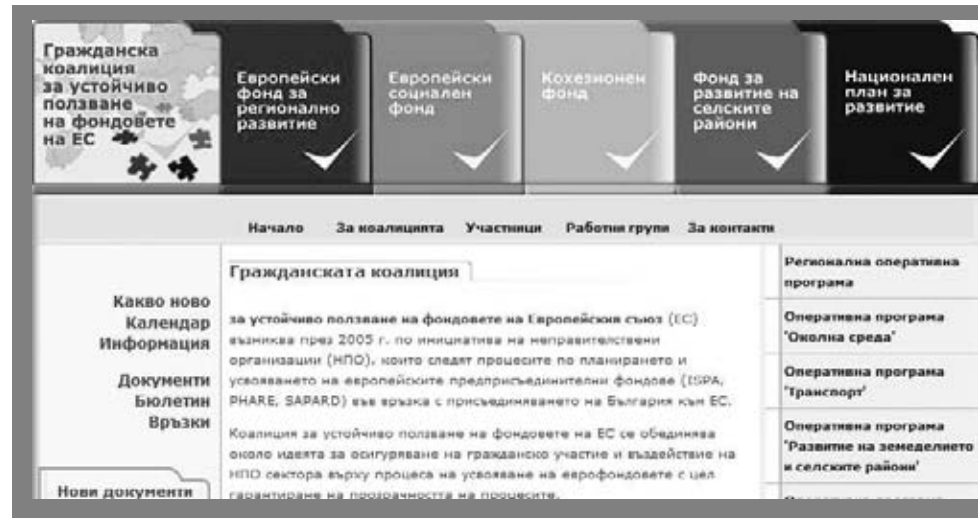 Гражданска
коалиция
за устойчиво
ползване
на фондовете
на ЕС
Европейски
фонд за
регионално
развитие
Европейски
социален
фонд
Кохезионен
фонд
Фонд за
развитие на
селските
райони
Национален
план за
развитие
Начало За коалицията Участници Работни групи За контакти
Какво ново
Календар
Информация
Документи
Бюлетин
Връзки
Нови документи
Гражданската коалиция
за устойчиво ползване на фондовете на Европейския съюз (ЕС)
възниква през 2005 г. по инициатива на неправителствени
организации (НПО), които следят процесите по планирането и
усвояването на европейските предприсъединителни фондове (ISPA,
PHARE, SAPARD) във връзка с присъединяването на България към ЕС.
Коалиция за устойчиво ползване на фондовете на ЕС се обединява
около идеята за осигуряване на гражданско участие и въздействие на
НПО сектора върху процеса на усвояване на еврофондовете с цел
гарантиране на прозрачността на процесите.
Регионална оперативна
програма
Оперативна програма
"Околна среда"
Оперативна програма
"Транспорт"
Оперативна програма
"Развитие на земеделието
и селските райони"